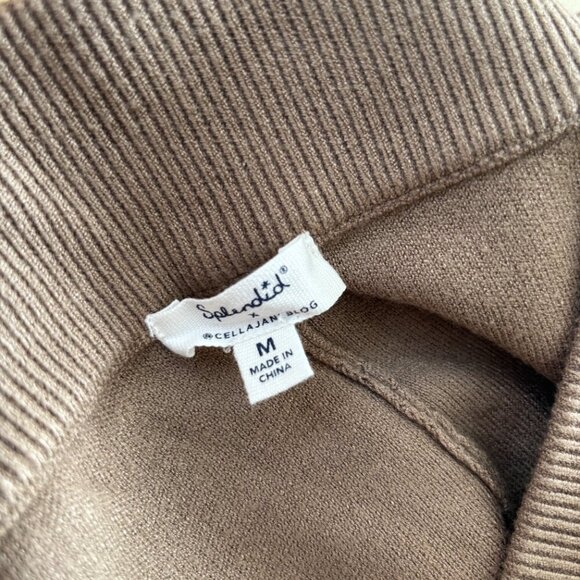 Splendid®
x
@CELLAJANEBLOG
M
MADE IN
CHINA